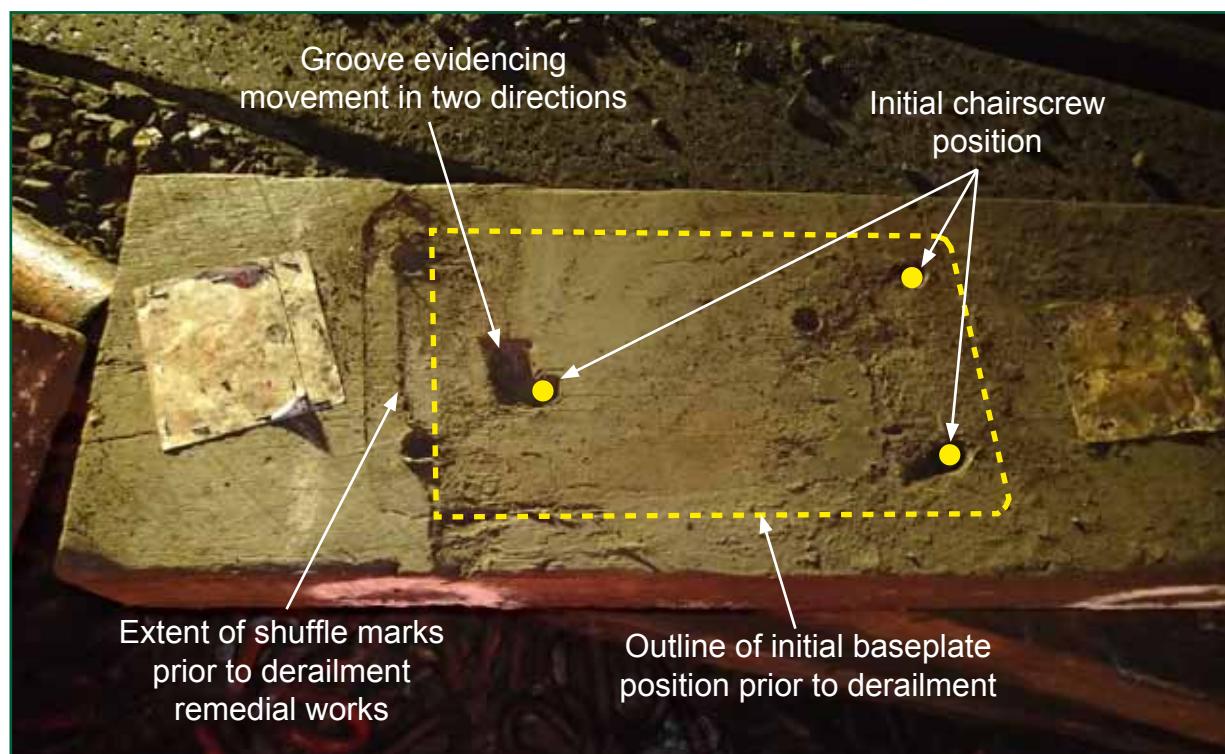 Groove evidencing
movement in two directions
Initial chairscrew
position
Extent of shuffle marks
prior to derailment
remedial works
Outline of initial baseplate
position prior to derailment